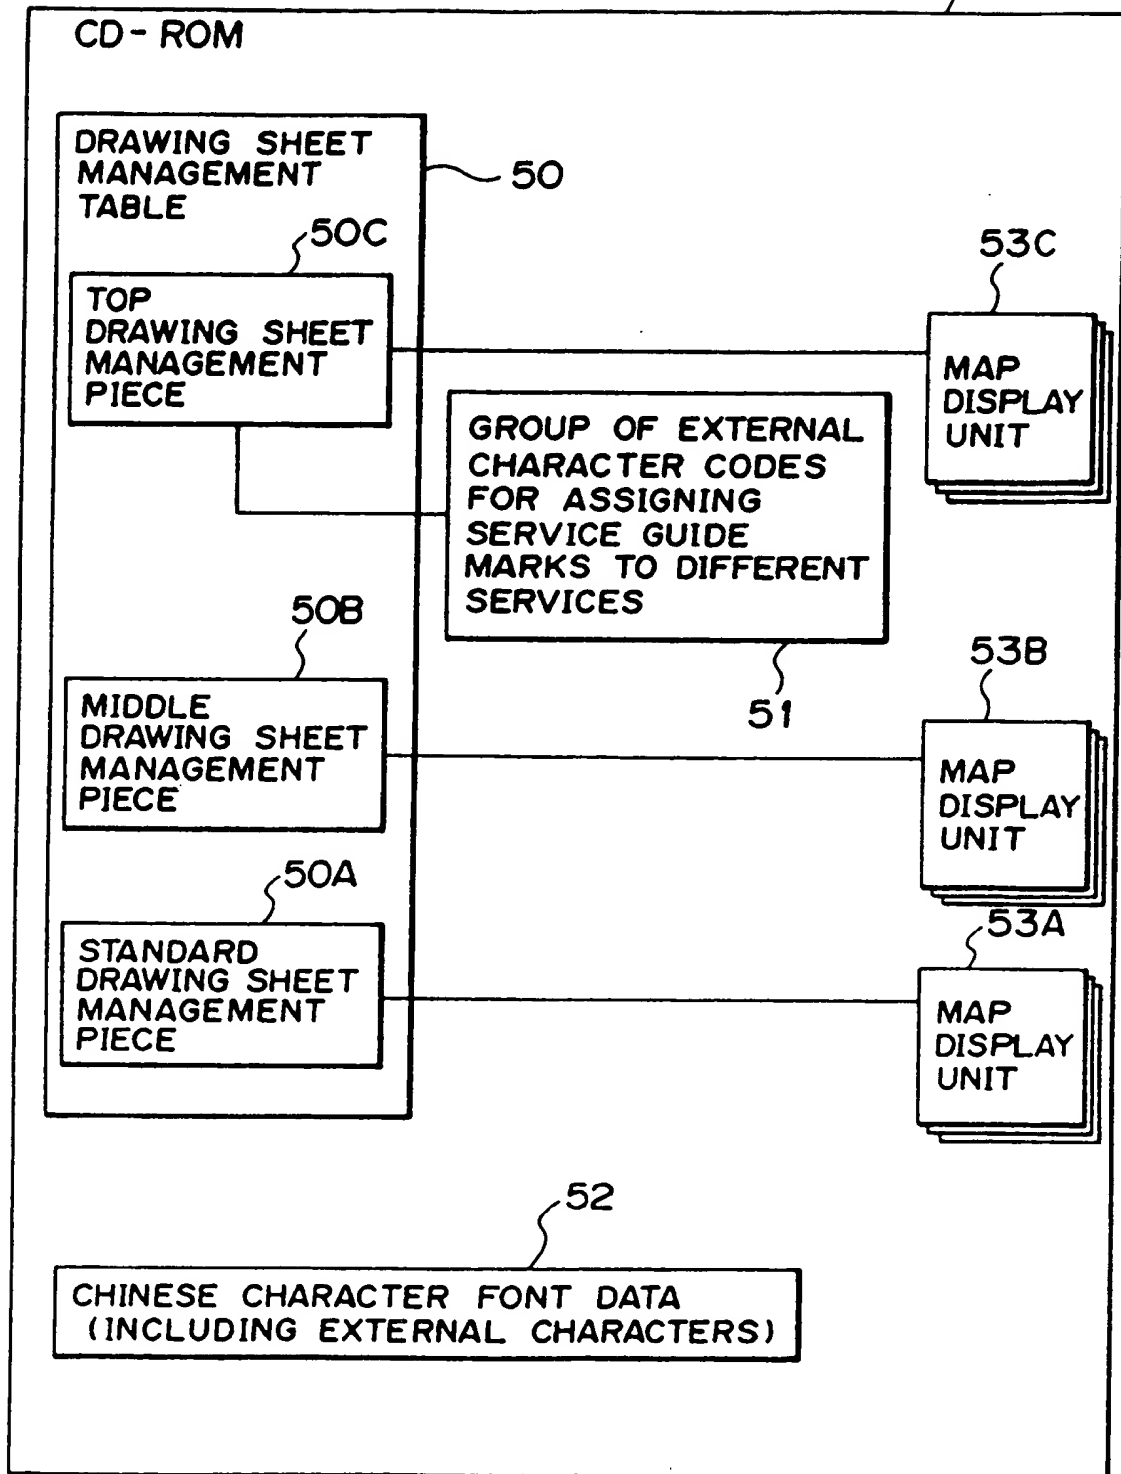 CD-ROM
DRAWING SHEET
MANAGEMENT
TABLE
50
50C
TOP
DRAWING SHEET
MANAGEMENT
PIECE
53C
MAP
DISPLAY
UNIT
GROUP OF EXTERNAL
CHARACTER CODES
FOR ASSIGNING
SERVICE GUIDE
MARKS TO DIFFERENT
SERVICES
51
50B
MIDDLE
DRAWING SHEET
MANAGEMENT
PIECE
53B
MAP
DISPLAY
UNIT
50A
STANDARD
DRAWING SHEET
MANAGEMENT
PIECE
53A
MAP
DISPLAY
UNIT
52
CHINESE CHARACTER FONT DATA
(INCLUDING EXTERNAL CHARACTERS)